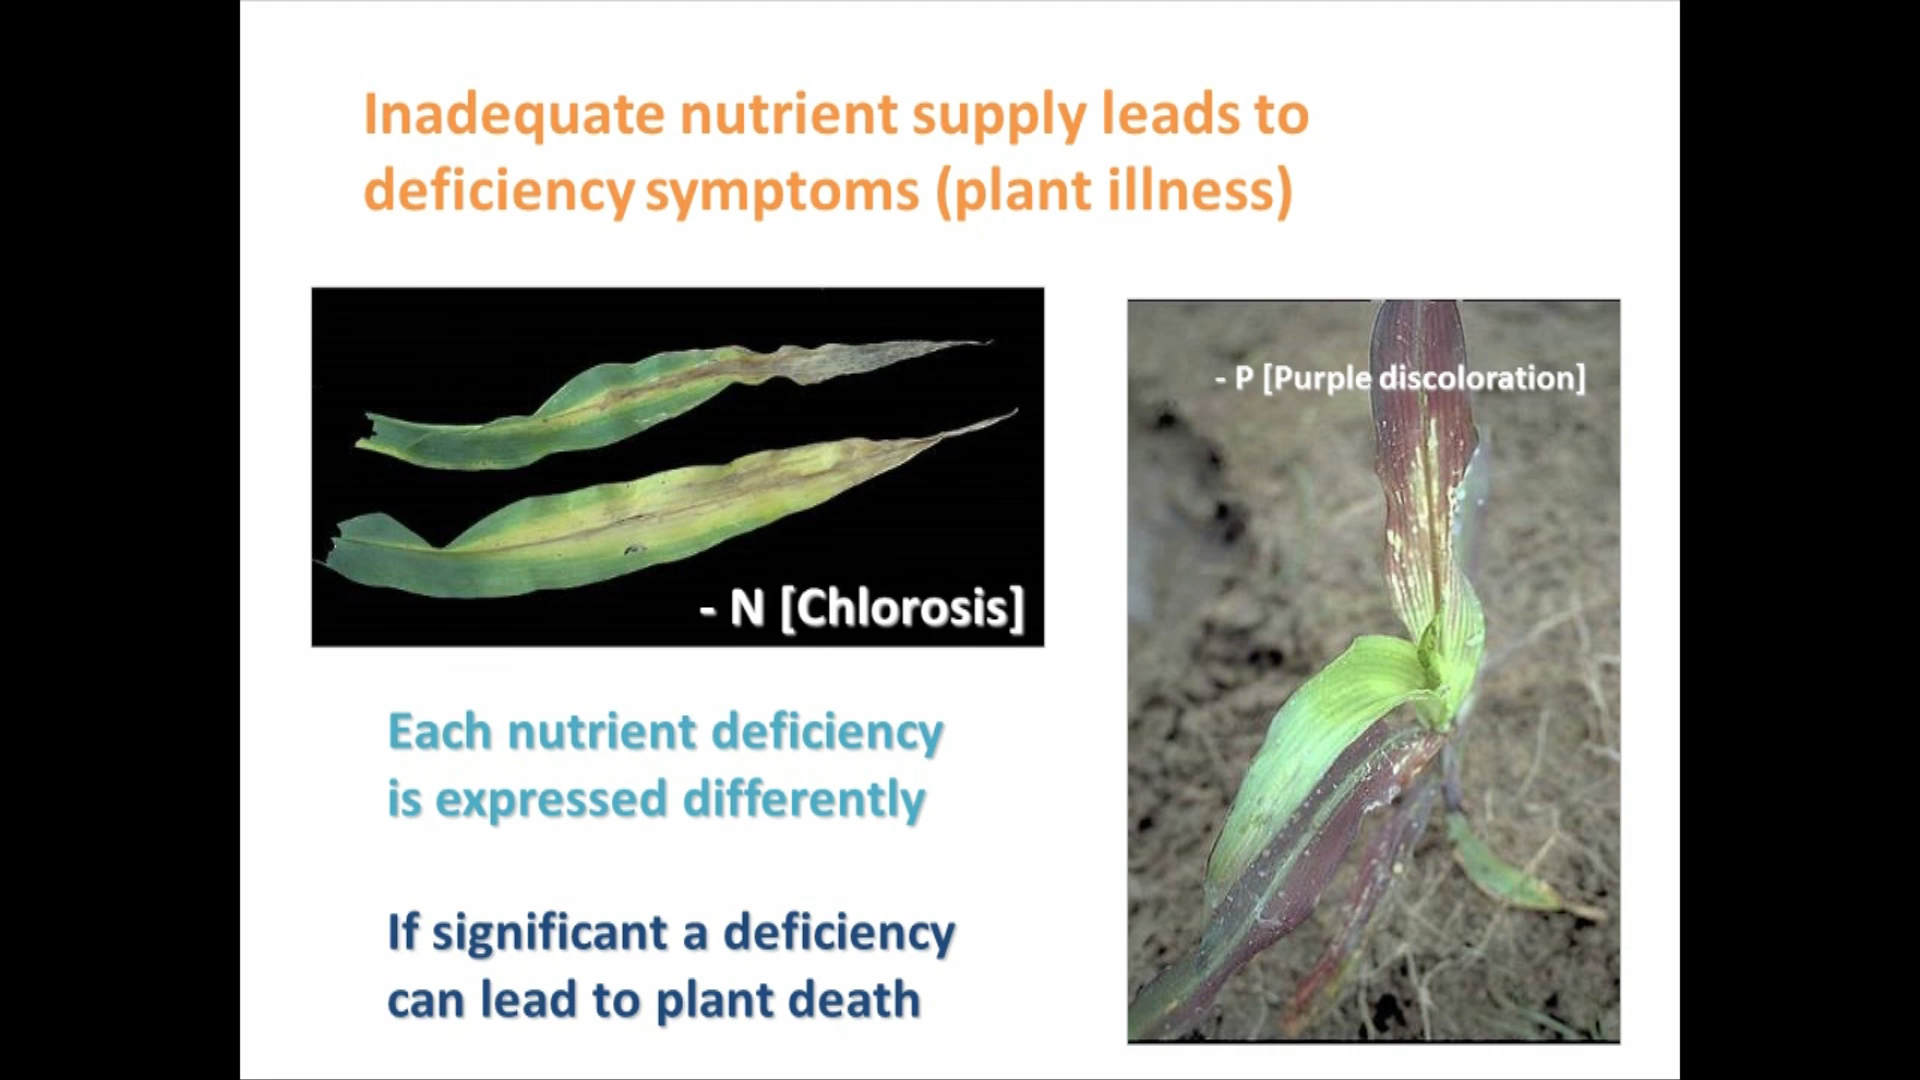 Inadequate nutrient supply leads to
deficiency symptoms (plant illness)
- P [Purple discoloration]
- N [Chlorosis]
Each nutrient deficiency
is expressed differently
If significant a deficiency
can lead to plant death